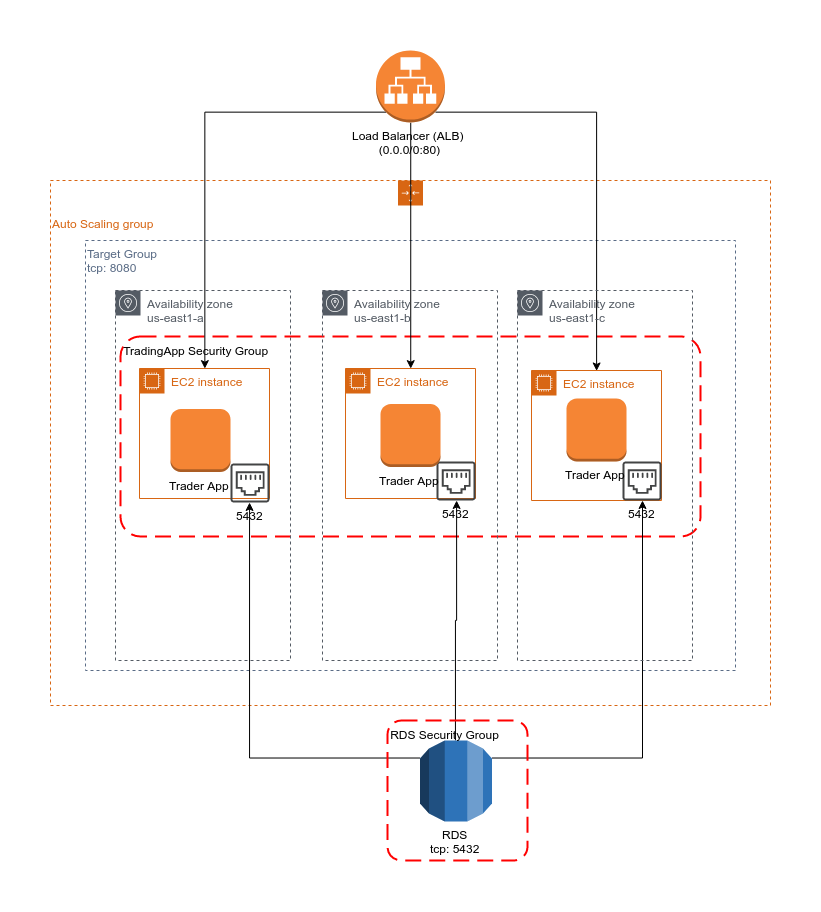 Load Balancer (ALB)
(0.0.0/0:80)
Auto Scaling group
Target Group
tcp: 8080
Availability zone
us-east1-a
Availability zone
us-east1-b
Availability zone
us-east1-c
TradingApp Security Group
EC2 instance
EC2 instance
EC2 instance
Trader App
Trader App
Trader App
5432
5432
5432
RDS Security Group
RDS
tcp: 5432